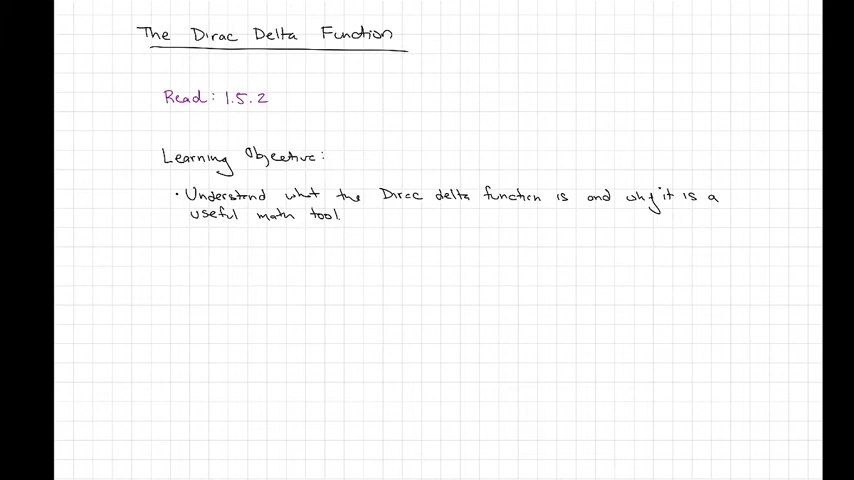 The Dirac Delta Function
Read: 1.5.2
Learning Objective:
• Understand what the Dirac delta function is and why it is a
useful math tool.